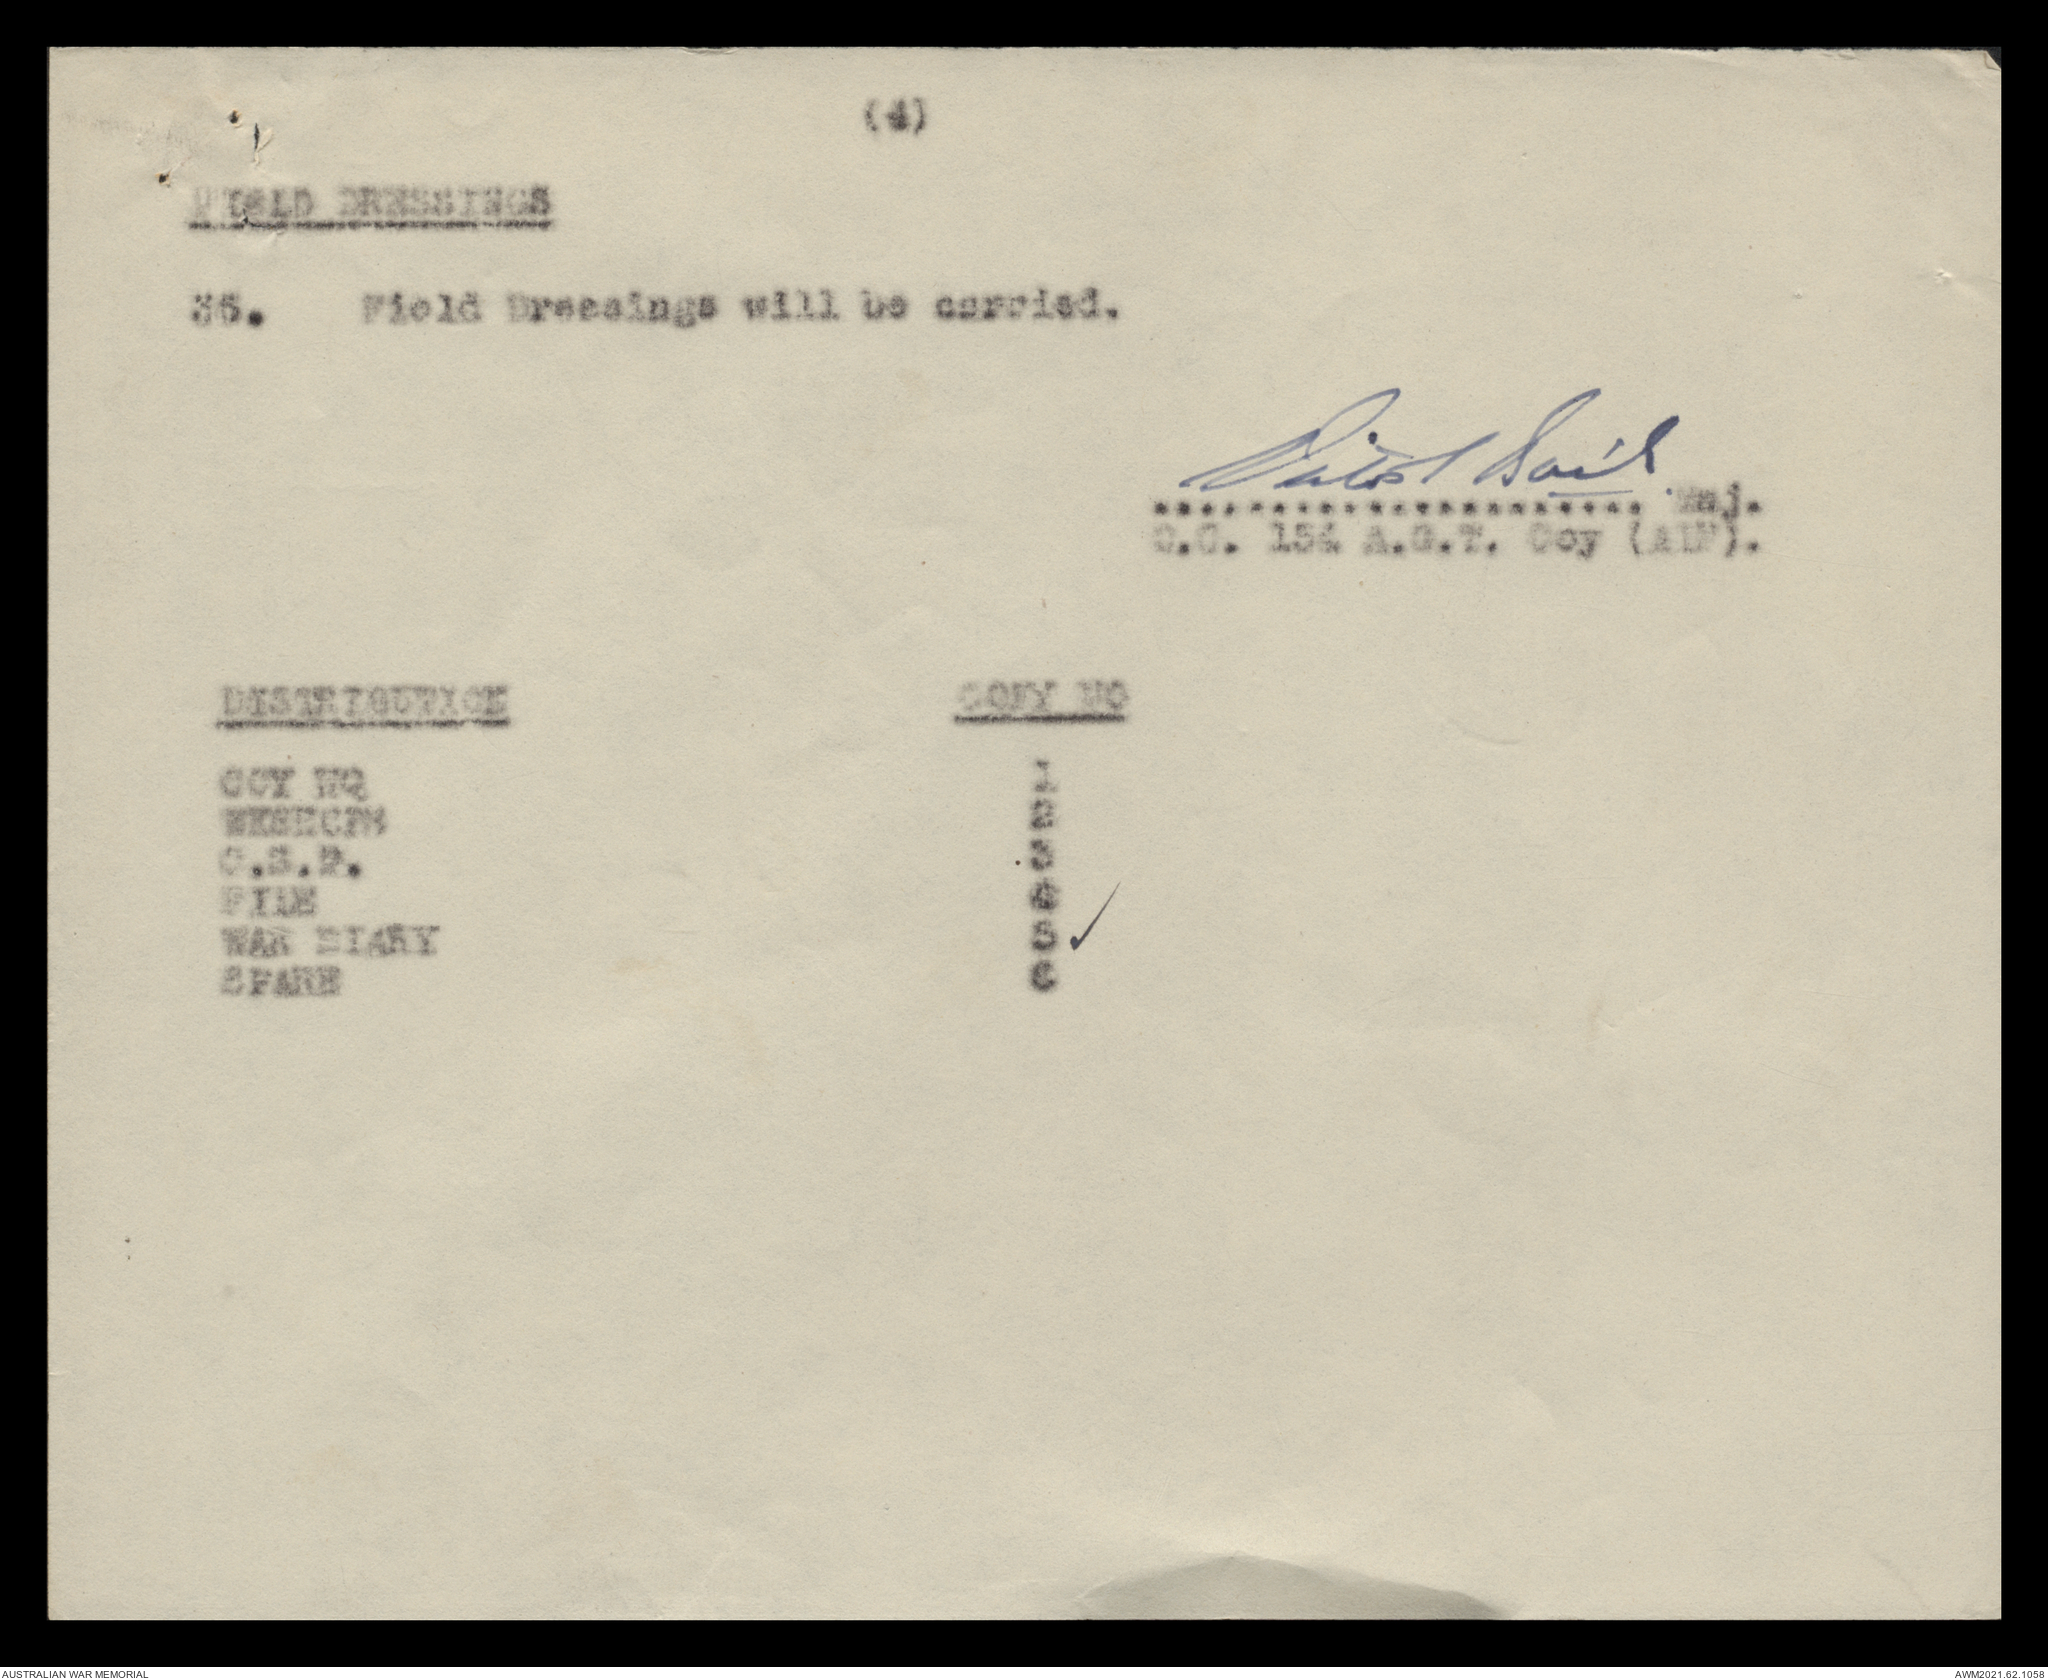 (4)
FIELD DRESSINGS
36. Field Dressings will be carried.
Maj.
O.C. 154 A.G.T. Coy (AIF).
DISTRIBUTION COPY NO
COY HQ 1
WKSHOPS 2
C.S.P. 3
FILE 4
WAR DIARY 5 ✓
SPARE 6
AUSTRALIAN WAR MEMORIAL AWM2021.62.1058